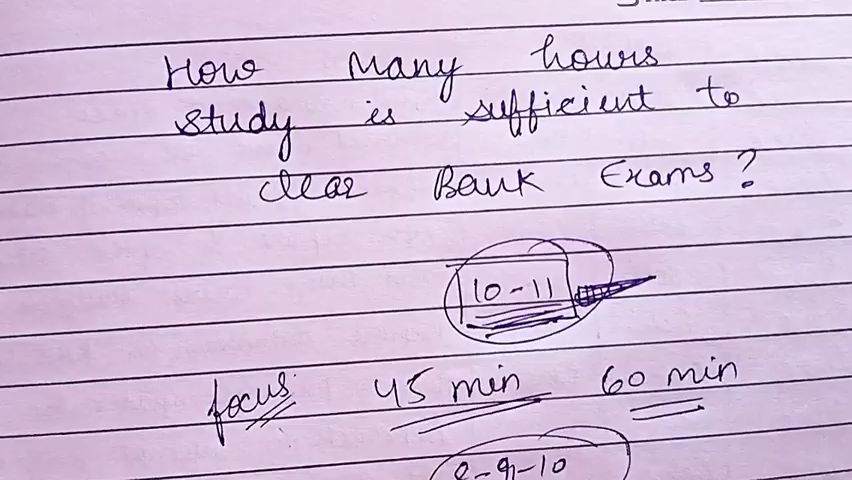 How Many hours
study is sufficient to
clear Bank Exams?
10-11
focus 45 min 60 min
8-9-10